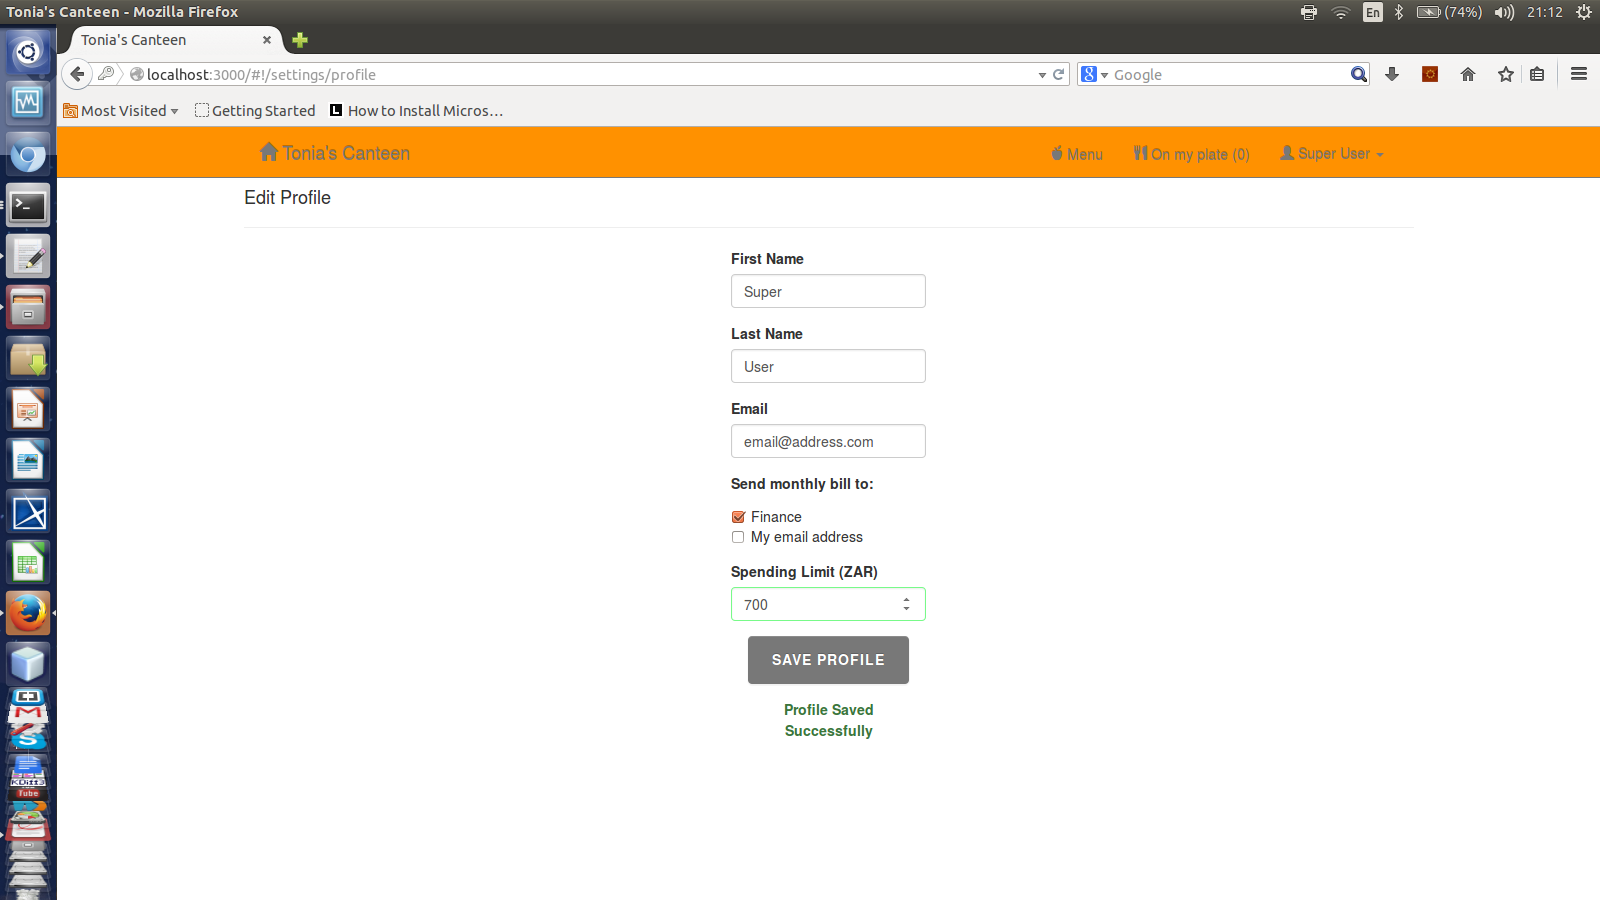 Tonia's Canteen - Mozilla Firefox
En (74%) 21:12
Tonia's Canteen
localhost:3000/#!/settings/profile
Google
Most Visited Getting Started How to Install Micros...
Tonia's Canteen Menu On my plate (0) Super User
Edit Profile
First Name
Super
Last Name
User
Email
email@address.com
Send monthly bill to:
Finance
My email address
Spending Limit (ZAR)
700
SAVE PROFILE
Profile Saved
Successfully
KDiff3
Tube